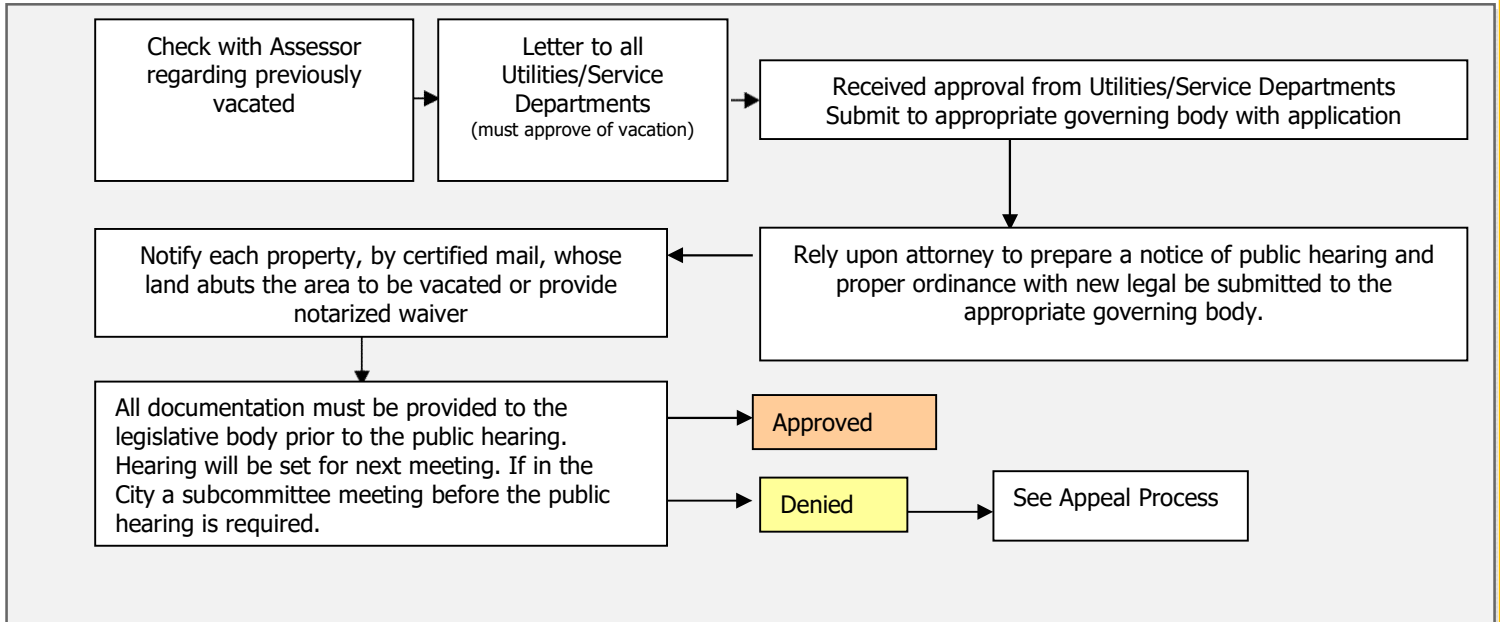 Check with Assessor
regarding previously
vacated
Letter to all
Utilities/Service
Departments
(must approve of vacation)
Received approval from Utilities/Service Departments
Submit to appropriate governing body with application
Notify each property, by certified mail, whose
land abuts the area to be vacated or provide
notarized waiver
Rely upon attorney to prepare a notice of public hearing and
proper ordinance with new legal be submitted to the
appropriate governing body.
All documentation must be provided to the
legislative body prior to the public hearing.
Hearing will be set for next meeting. If in the
City a subcommittee meeting before the public
hearing is required.
Approved
Denied
See Appeal Process